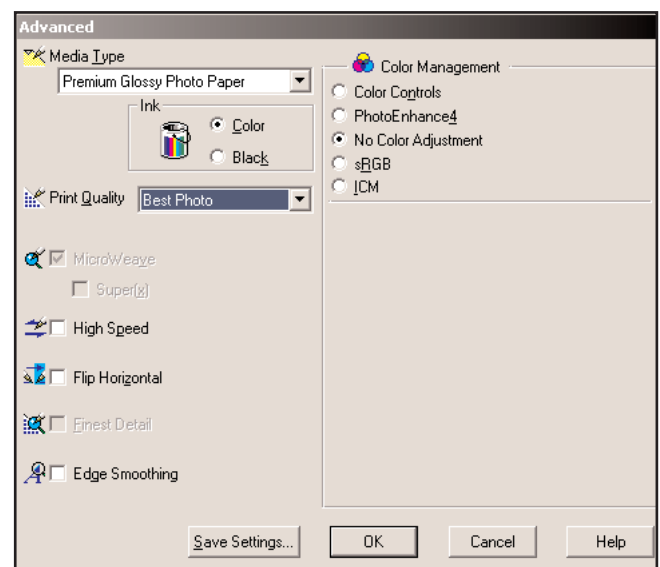 Advanced
Media Type
Premium Glossy Photo Paper
Ink
Color
Black
Print Quality
Best Photo
MicroWeave
Super(x)
High Speed
Flip Horizontal
Finest Detail
Edge Smoothing
Color Management
Color Controls
PhotoEnhance4
No Color Adjustment
sRGB
ICM
Save Settings...
OK
Cancel
Help